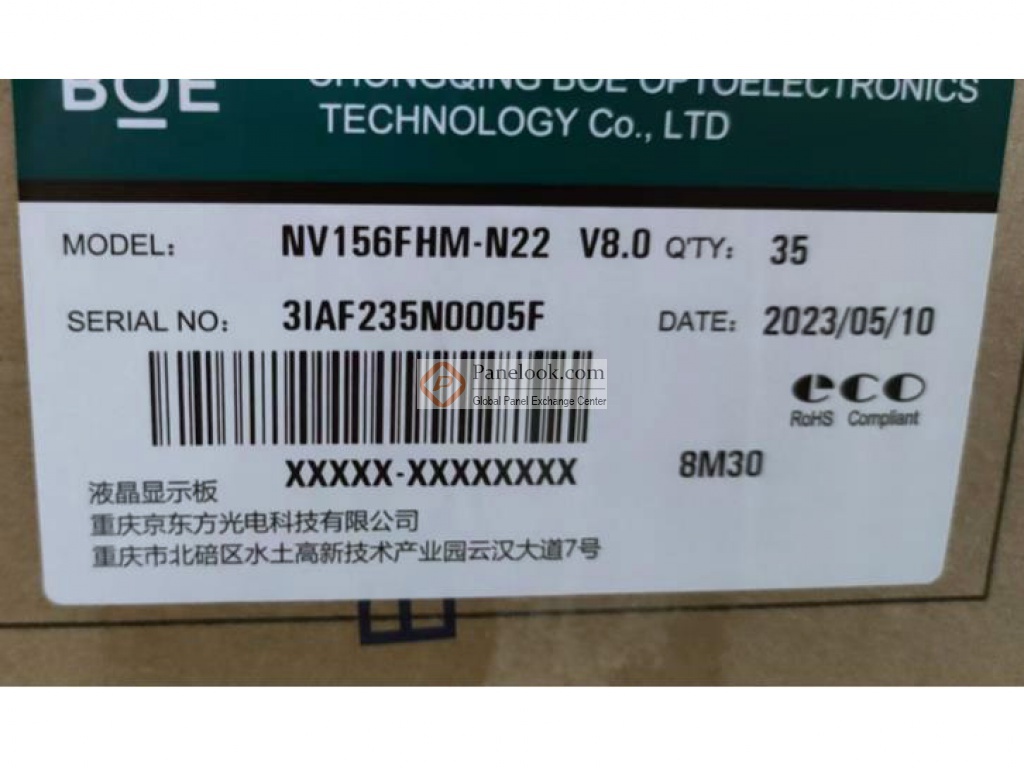 BOE
CHONGQING BOE OPTOELECTRONICS
TECHNOLOGY Co., LTD
MODEL: NV156FHM-N22 V8.0 Q'TY: 35
SERIAL NO: 3IAF235N0005F DATE: 2023/05/10
Panelook.com
Global Panel Exchange Center
eco
RoHS Compliant
XXXXX-XXXXXXXX 8M30
液晶显示板
重庆京东方光电科技有限公司
重庆市北碚区水土高新技术产业园云汉大道7号